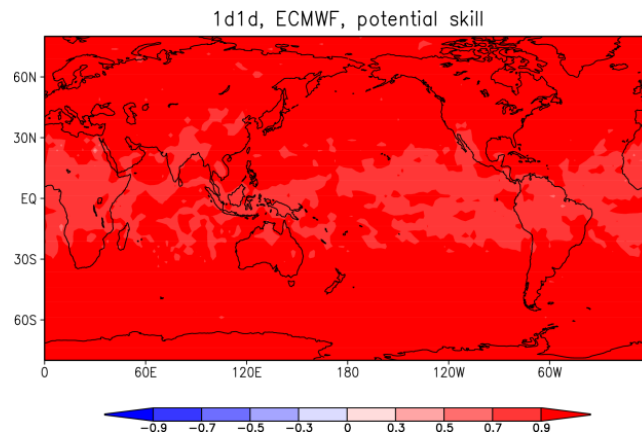 1d1d, ECMWF, potential skill
60N
30N
EQ
30S
60S
0 60E 120E 180 120W 60W
-0.9 -0.7 -0.5 -0.3 0 0.3 0.5 0.7 0.9